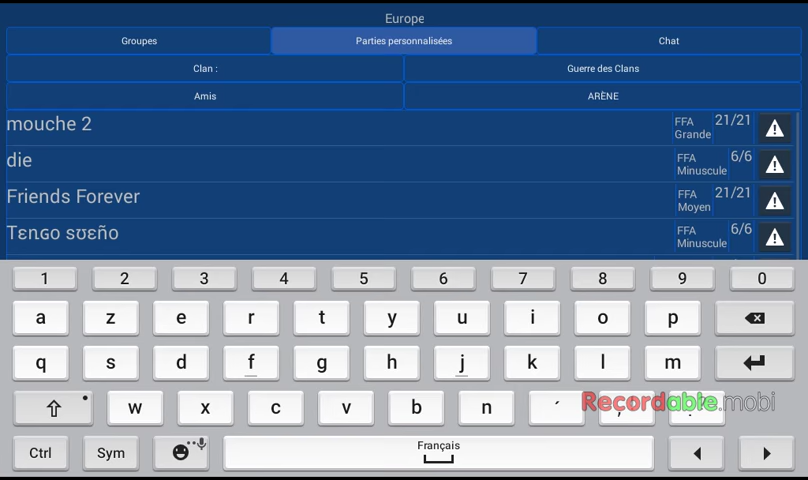 Europe
Groupes
Parties personnalisées
Chat
Clan :
Guerre des Clans
Amis
ARÈNE
mouche 2
FFA
Grande
21/21
die
FFA
Minuscule
6/6
Friends Forever
FFA
Moyen
21/21
Tɛnɢo sʊɛño
FFA
Minuscule
6/6
1 2 3 4 5 6 7 8 9 0
a z e r t y u i o p
q s d f g h j k l m
w x c v b n ´
Recordable.mobi
Ctrl Sym Français